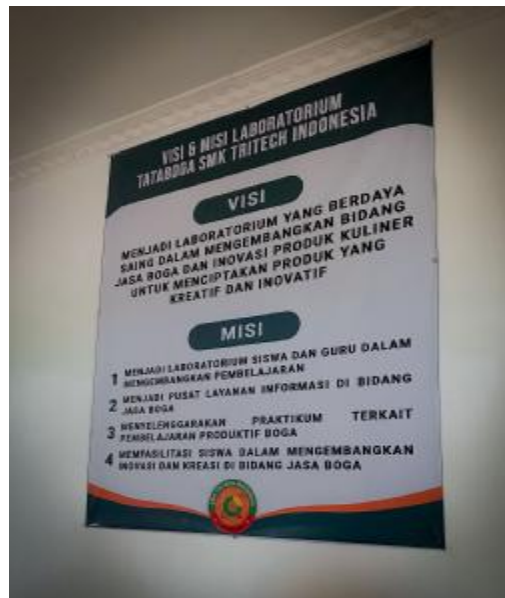 VISI & MISI LABORATORIUM
TATABOGA SMK TRITECH INDONESIA
VISI
MENJADI LABORATORIUM YANG BERDAYA
SAING DALAM MENGEMBANGKAN BIDANG
JASA BOGA DAN INOVASI PRODUK KULINER
UNTUK MENCIPTAKAN PRODUK YANG
KREATIF DAN INOVATIF
MISI
1 MENJADI LABORATORIUM SISWA DAN GURU DALAM
MENGEMBANGKAN PEMBELAJARAN
2 MENJADI PUSAT LAYANAN INFORMASI DI BIDANG
JASA BOGA
3 MENYELENGGARAKAN PRAKTIKUM TERKAIT
PEMBELAJARAN PRODUKTIF BOGA
4 MEMFASILITASI SISWA DALAM MENGEMBANGKAN
INOVASI DAN KREASI DI BIDANG JASA BOGA